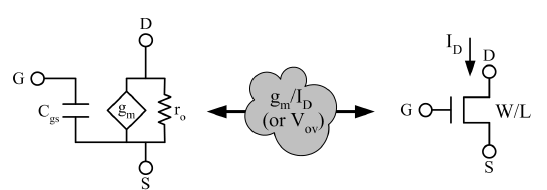 D
G
C_gs
g_m
r_o
S
g_m/I_D
(or V_ov)
I_D
D
G
W/L
S